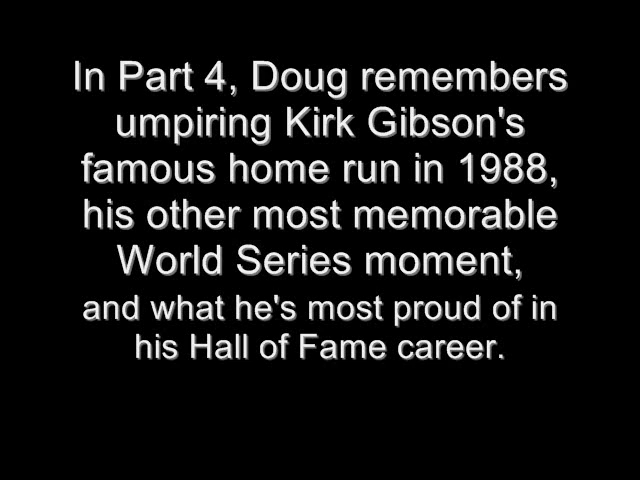 In Part 4, Doug remembers
umpiring Kirk Gibson's
famous home run in 1988,
his other most memorable
World Series moment,
and what he's most proud of in
his Hall of Fame career.